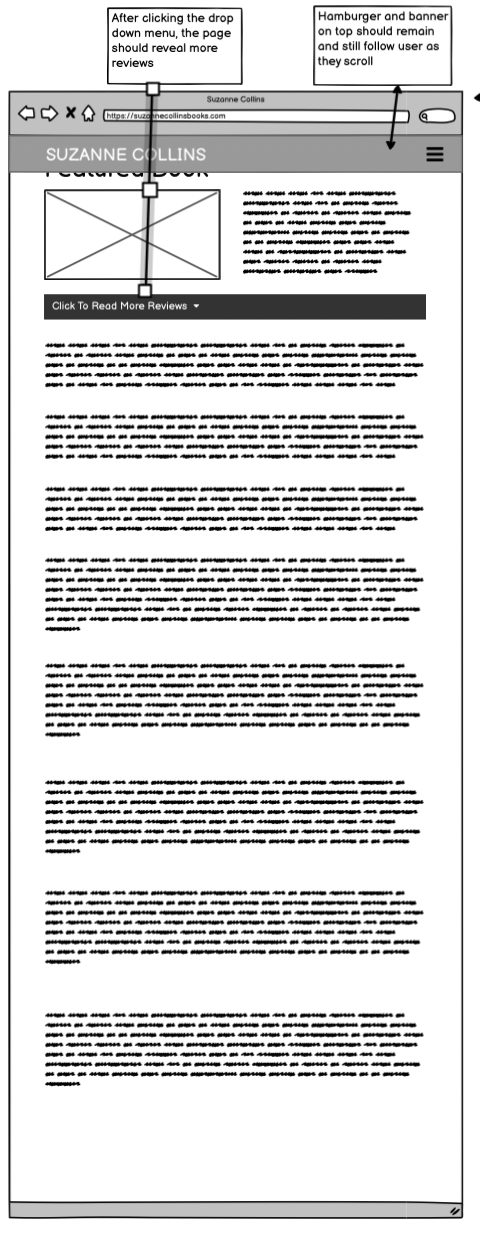 After clicking the drop
down menu, the page
should reveal more
reviews
Hamburger and banner
on top should remain
and still follow user as
they scroll
Suzanne Collins
https://suzannecollinsbooks.com
SUZANNE COLLINS
Featured Book
Click To Read More Reviews